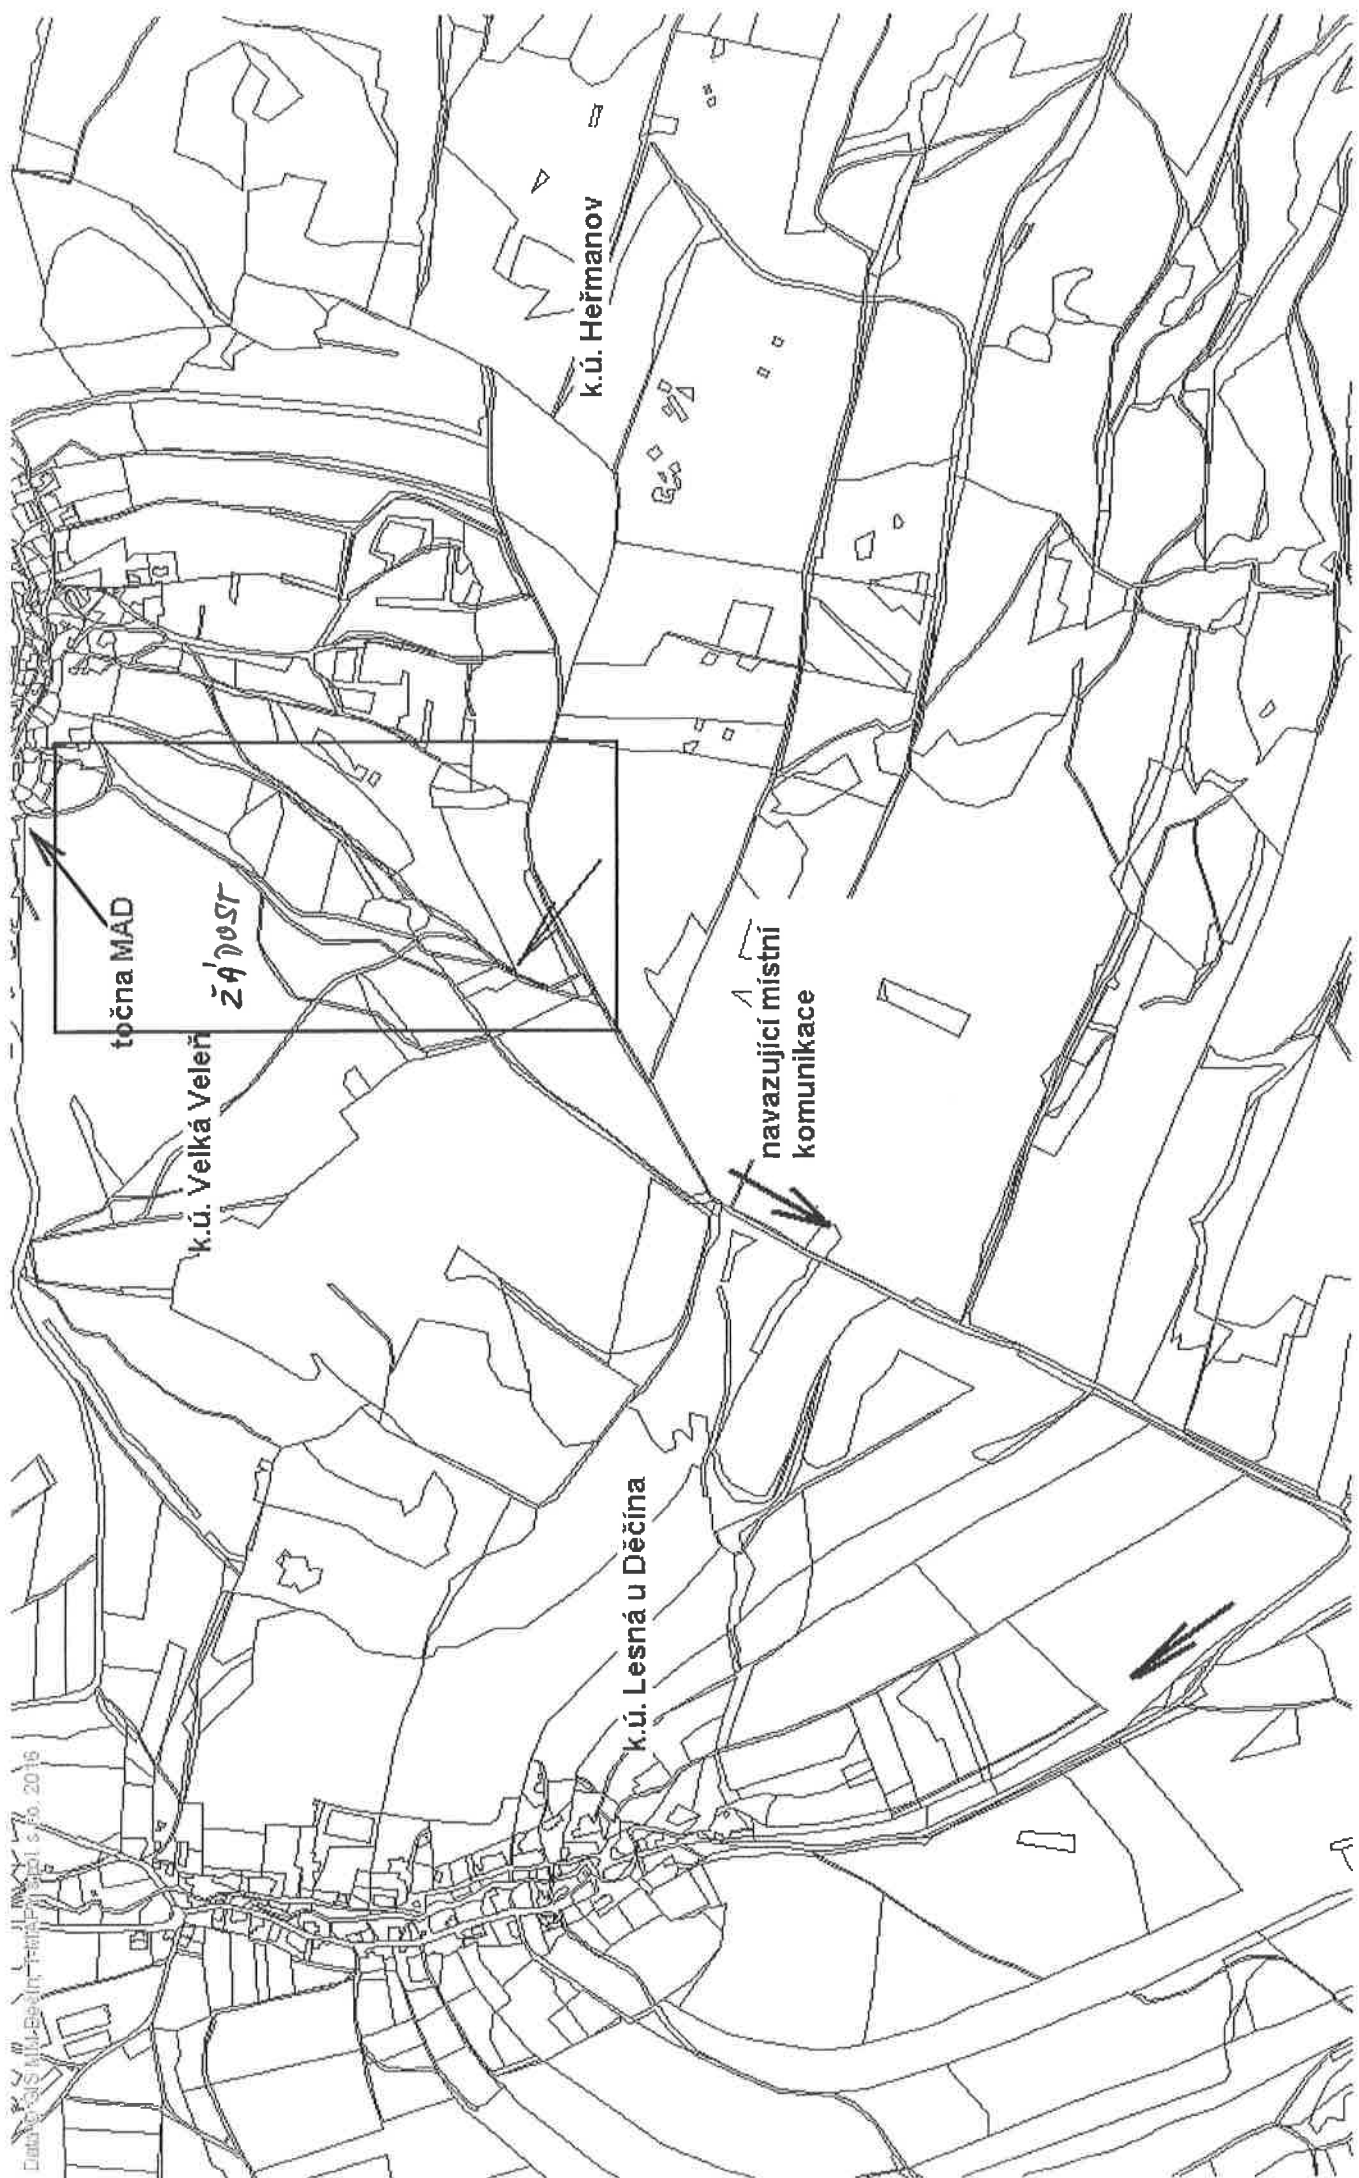 točna MAD
ŽÁDOST
k.ú. Velká Veleň
k.ú. Heřmanov
navazující místní
komunikace
k.ú. Lesná u Děčína